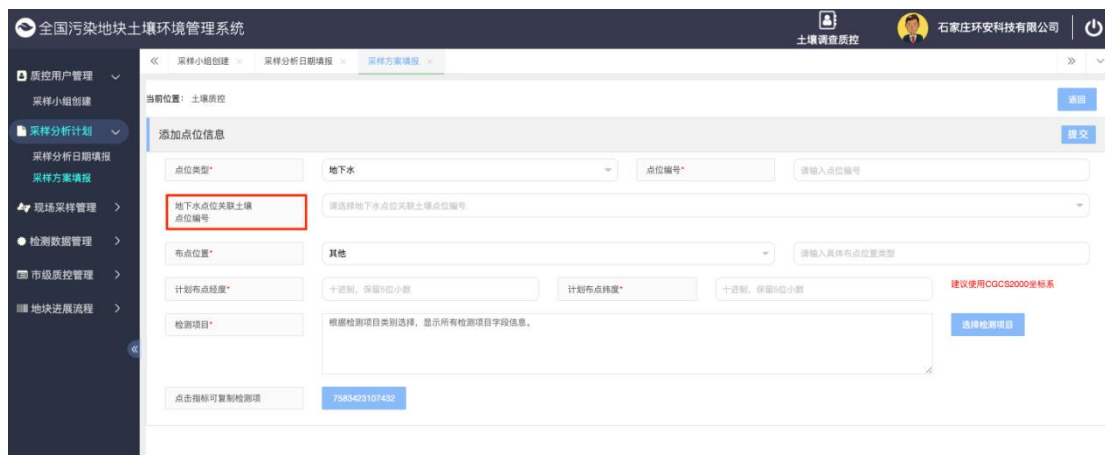 全国污染地块土壤环境管理系统
土壤调查质控
石家庄环安科技有限公司
采样小组创建
采样分析日期填报
采样方案填报
质控用户管理
采样小组创建
采样分析计划
采样分析日期填报
采样方案填报
现场采样管理
检测数据管理
市级质控管理
地块进展流程
当前位置： 土壤质控
返回
添加点位信息
提交
点位类型*
地下水
点位编号*
请输入点位编号
地下水点位关联土壤
点位编号
请选择地下水点位关联土壤点位编号
布点位置*
其他
请输入具体布点位置类型
计划布点经度*
十进制，保留5位小数
计划布点纬度*
十进制，保留5位小数
建议使用CGCS2000坐标系
检测项目*
根据检测项目类别选择，显示所有检测项目字段信息。
选择检测项目
点击指标可复制检测项
7583423107432